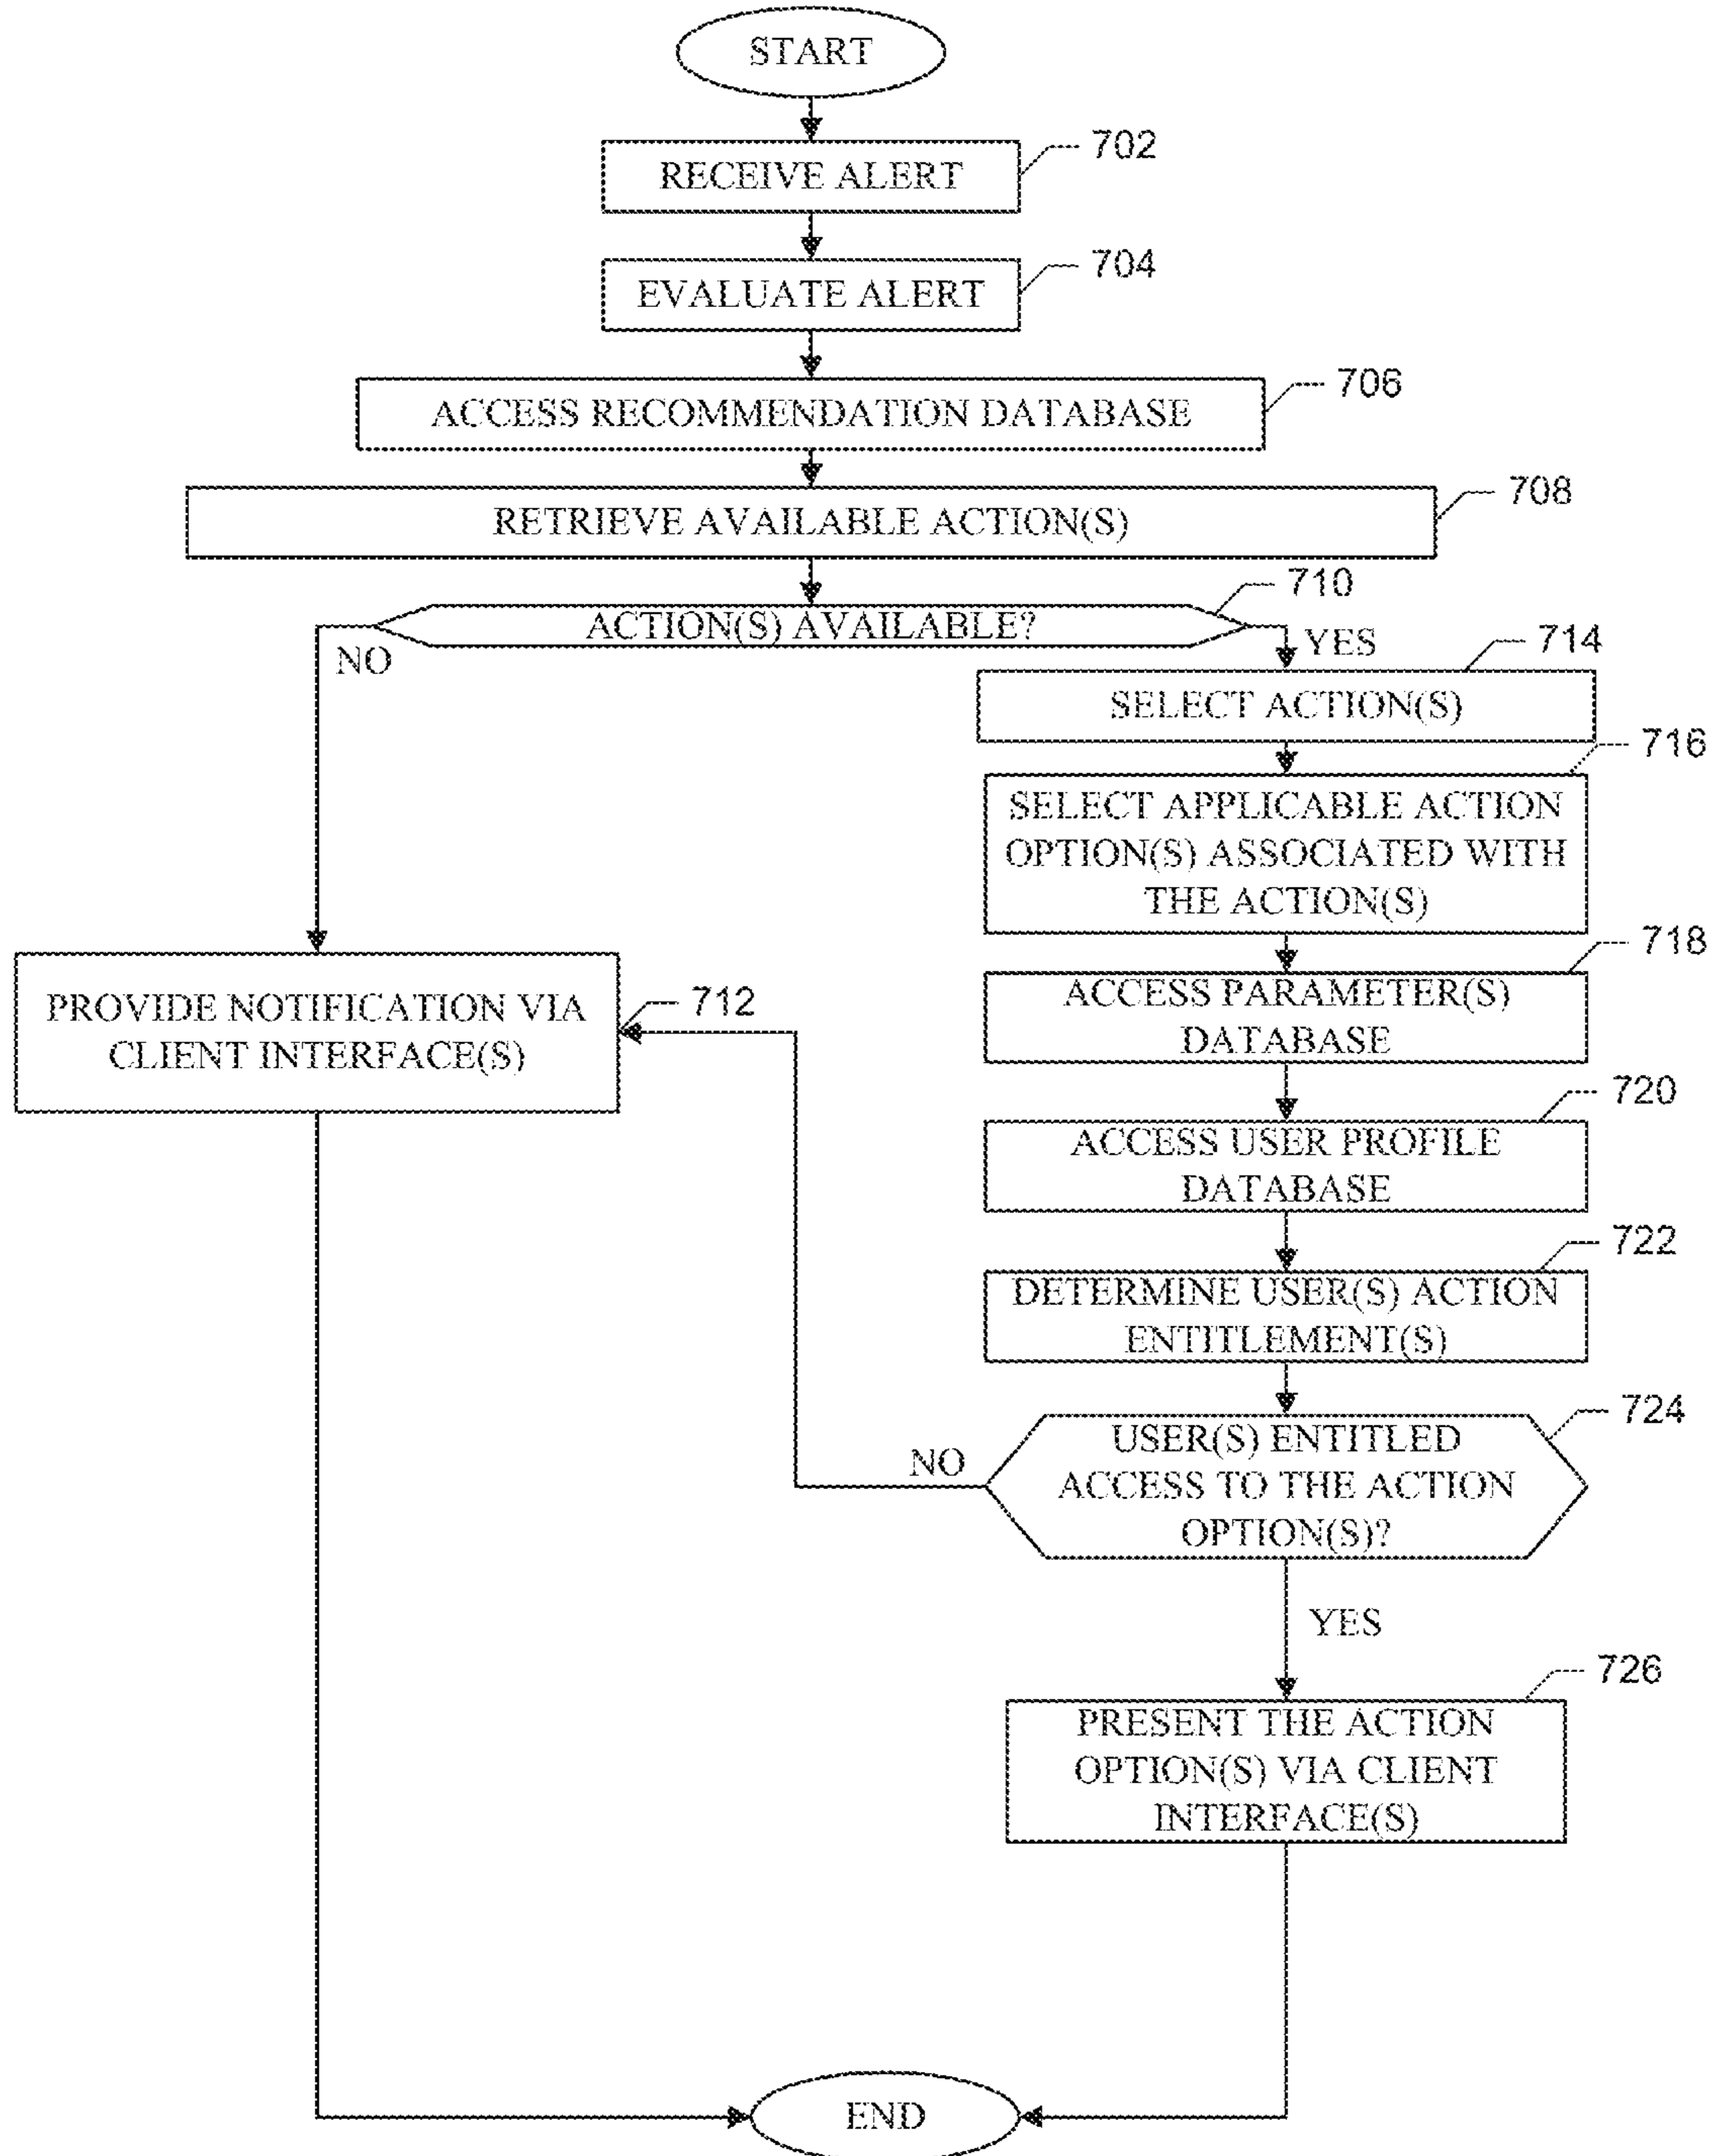 START
702
RECEIVE ALERT
704
EVALUATE ALERT
706
ACCESS RECOMMENDATION DATABASE
708
RETRIEVE AVAILABLE ACTION(S)
710
ACTION(S) AVAILABLE?
NO
YES
714
SELECT ACTION(S)
716
SELECT APPLICABLE ACTION
OPTION(S) ASSOCIATED WITH
THE ACTION(S)
718
ACCESS PARAMETER(S)
DATABASE
712
PROVIDE NOTIFICATION VIA
CLIENT INTERFACE(S)
720
ACCESS USER PROFILE
DATABASE
722
DETERMINE USER(S) ACTION
ENTITLEMENT(S)
724
USER(S) ENTITLED
ACCESS TO THE ACTION
OPTION(S)?
NO
YES
726
PRESENT THE ACTION
OPTION(S) VIA CLIENT
INTERFACE(S)
END